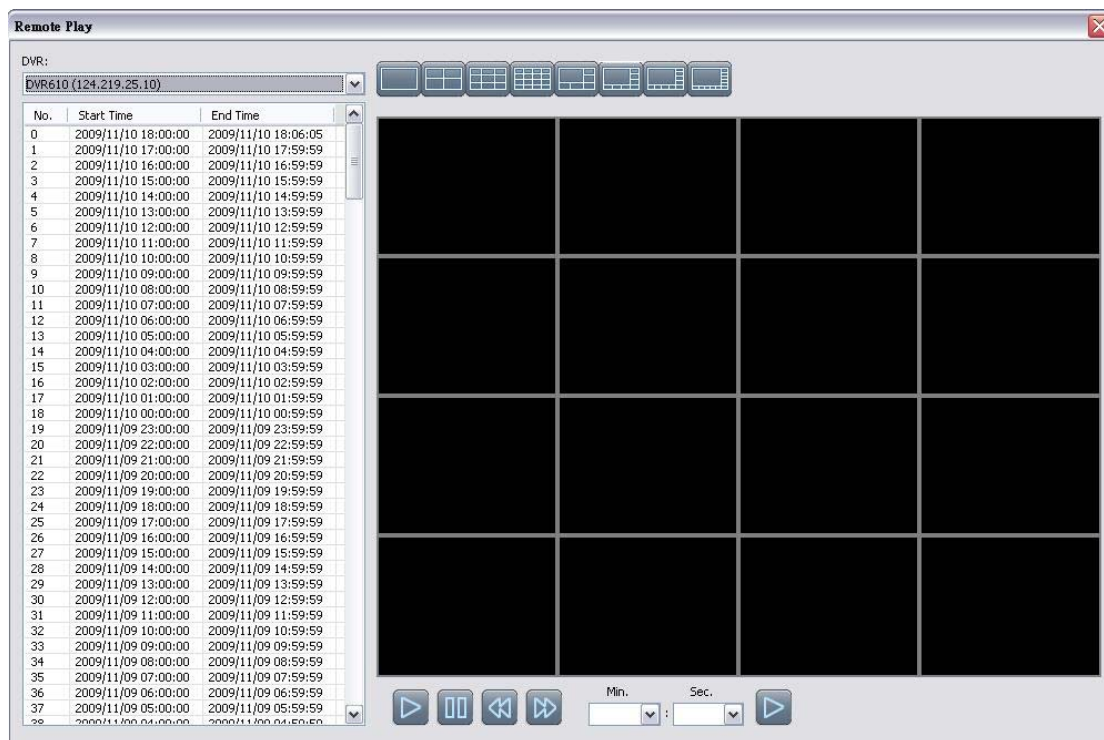 Remote Play
DVR:
DVR610 (124.219.25.10)
No. Start Time End Time
0 2009/11/10 18:00:00 2009/11/10 18:06:05
1 2009/11/10 17:00:00 2009/11/10 17:59:59
2 2009/11/10 16:00:00 2009/11/10 16:59:59
3 2009/11/10 15:00:00 2009/11/10 15:59:59
4 2009/11/10 14:00:00 2009/11/10 14:59:59
5 2009/11/10 13:00:00 2009/11/10 13:59:59
6 2009/11/10 12:00:00 2009/11/10 12:59:59
7 2009/11/10 11:00:00 2009/11/10 11:59:59
8 2009/11/10 10:00:00 2009/11/10 10:59:59
9 2009/11/10 09:00:00 2009/11/10 09:59:59
10 2009/11/10 08:00:00 2009/11/10 08:59:59
11 2009/11/10 07:00:00 2009/11/10 07:59:59
12 2009/11/10 06:00:00 2009/11/10 06:59:59
13 2009/11/10 05:00:00 2009/11/10 05:59:59
14 2009/11/10 04:00:00 2009/11/10 04:59:59
15 2009/11/10 03:00:00 2009/11/10 03:59:59
16 2009/11/10 02:00:00 2009/11/10 02:59:59
17 2009/11/10 01:00:00 2009/11/10 01:59:59
18 2009/11/10 00:00:00 2009/11/10 00:59:59
19 2009/11/09 23:00:00 2009/11/09 23:59:59
20 2009/11/09 22:00:00 2009/11/09 22:59:59
21 2009/11/09 21:00:00 2009/11/09 21:59:59
22 2009/11/09 20:00:00 2009/11/09 20:59:59
23 2009/11/09 19:00:00 2009/11/09 19:59:59
24 2009/11/09 18:00:00 2009/11/09 18:59:59
25 2009/11/09 17:00:00 2009/11/09 17:59:59
26 2009/11/09 16:00:00 2009/11/09 16:59:59
27 2009/11/09 15:00:00 2009/11/09 15:59:59
28 2009/11/09 14:00:00 2009/11/09 14:59:59
29 2009/11/09 13:00:00 2009/11/09 13:59:59
30 2009/11/09 12:00:00 2009/11/09 12:59:59
31 2009/11/09 11:00:00 2009/11/09 11:59:59
32 2009/11/09 10:00:00 2009/11/09 10:59:59
33 2009/11/09 09:00:00 2009/11/09 09:59:59
34 2009/11/09 08:00:00 2009/11/09 08:59:59
35 2009/11/09 07:00:00 2009/11/09 07:59:59
36 2009/11/09 06:00:00 2009/11/09 06:59:59
37 2009/11/09 05:00:00 2009/11/09 05:59:59
Min. Sec.
: